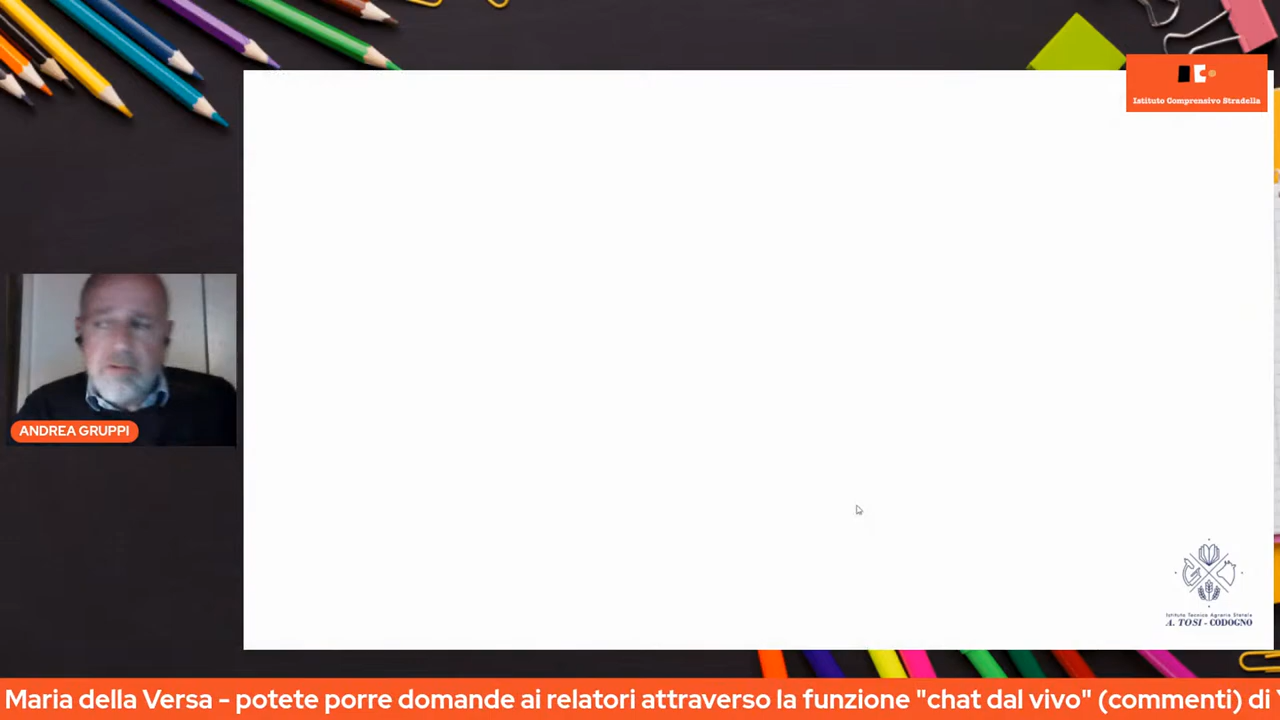 Istituto Comprensivo Stradella
ANDREA GRUPPI
Istituto Tecnico Agrario Statale
A. TOSI - CODOGNO
Maria della Versa - potete porre domande ai relatori attraverso la funzione "chat dal vivo" (commenti) di